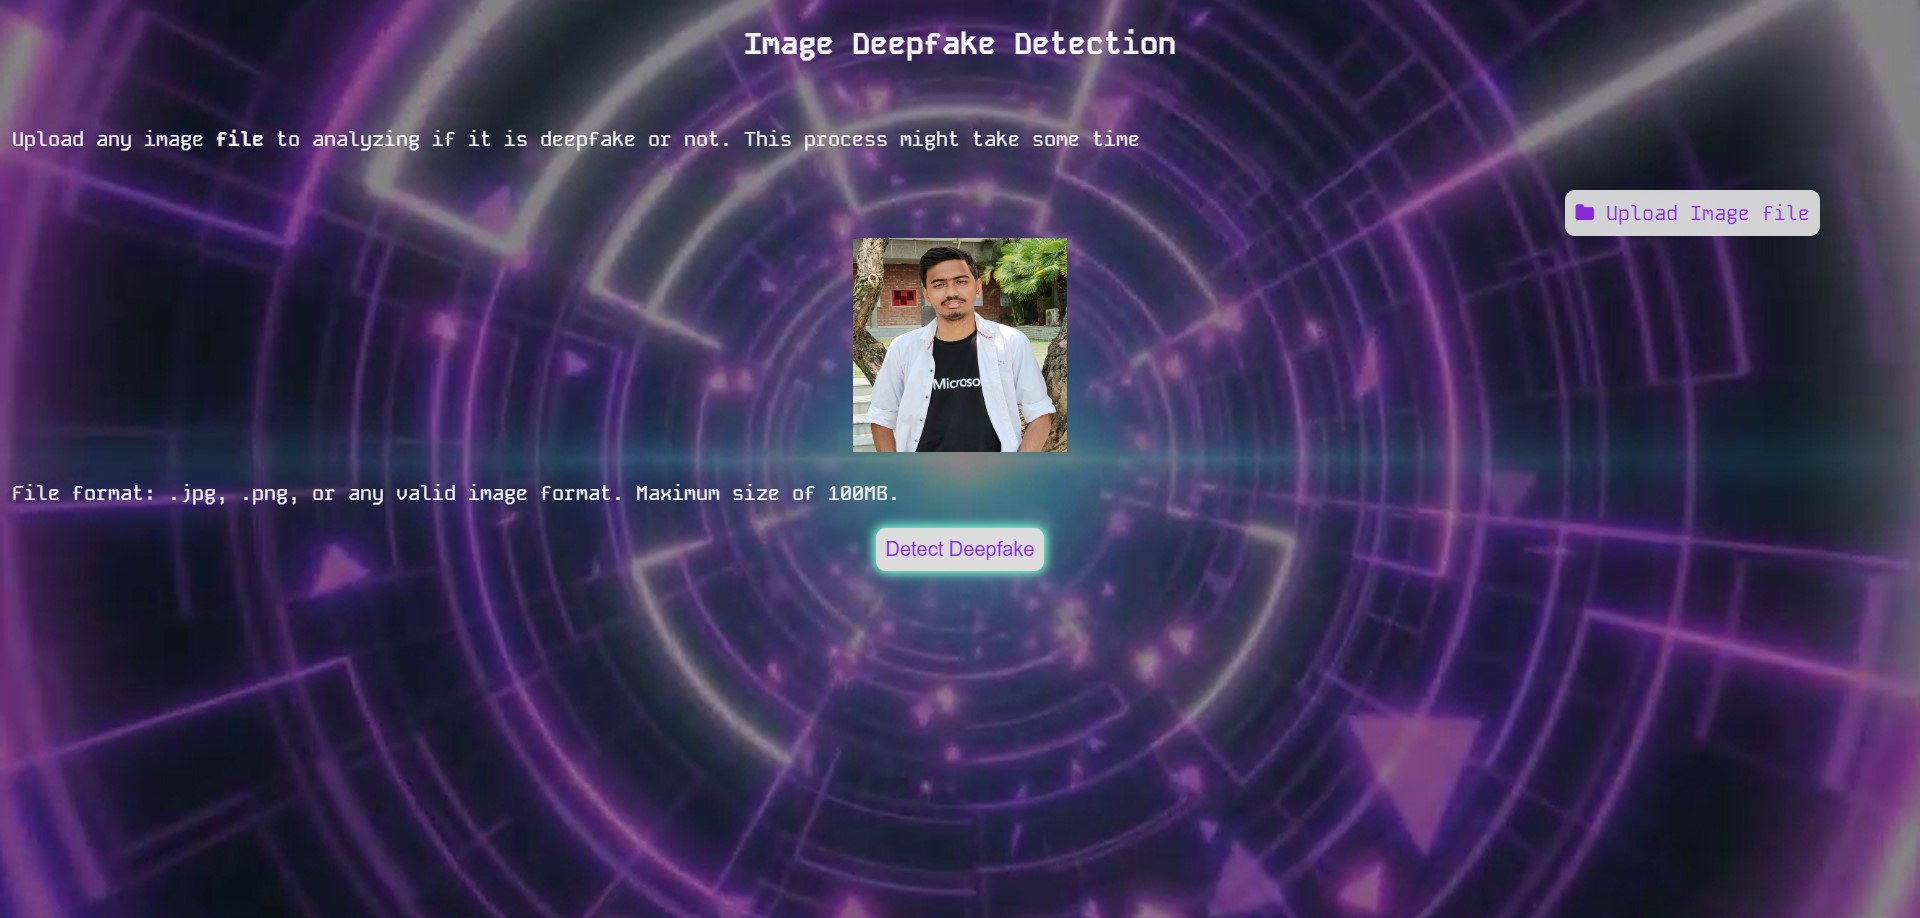 Image Deepfake Detection
Upload any image file to analyzing if it is deepfake or not. This process might take some time
Upload Image file
Microso
File format: .jpg, .png, or any valid image format. Maximum size of 100MB.
Detect Deepfake